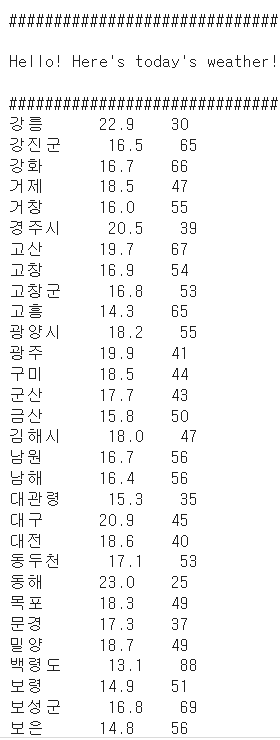 ##############################
Hello! Here's today's weather!
##############################
강릉 22.9 30
강진군 16.5 65
강화 16.7 66
거제 18.5 47
거창 16.0 55
경주시 20.5 39
고산 19.7 67
고창 16.9 54
고창군 16.8 53
고흥 14.3 65
광양시 18.2 55
광주 19.9 41
구미 18.5 44
군산 17.7 43
금산 15.8 50
김해시 18.0 47
남원 16.7 56
남해 16.4 56
대관령 15.3 35
대구 20.9 45
대전 18.6 40
동두천 17.1 53
동해 23.0 25
목포 18.3 49
문경 17.3 37
밀양 18.7 49
백령도 13.1 88
보령 14.9 51
보성군 16.8 69
보은 14.8 56